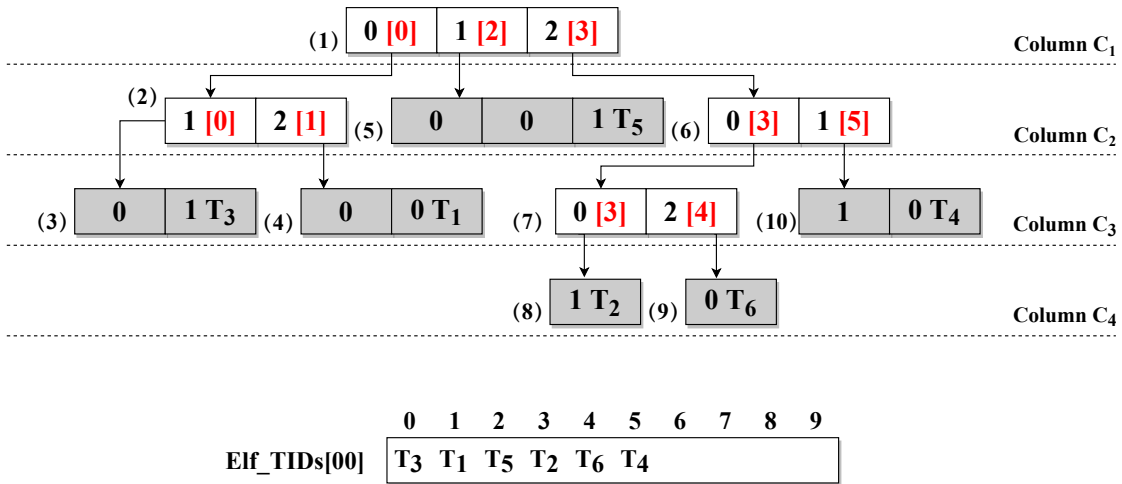 (1) 0 [0] 1 [2] 2 [3]
Column C₁
(2) 1 [0] 2 [1] (5) 0 0 1 T₅ (6) 0 [3] 1 [5]
Column C₂
(3) 0 1 T₃ (4) 0 0 T₁ (7) 0 [3] 2 [4] (10) 1 0 T₄
Column C₃
(8) 1 T₂ (9) 0 T₆
Column C₄
0 1 2 3 4 5 6 7 8 9
Elf_TIDs[00] T₃ T₁ T₅ T₂ T₆ T₄